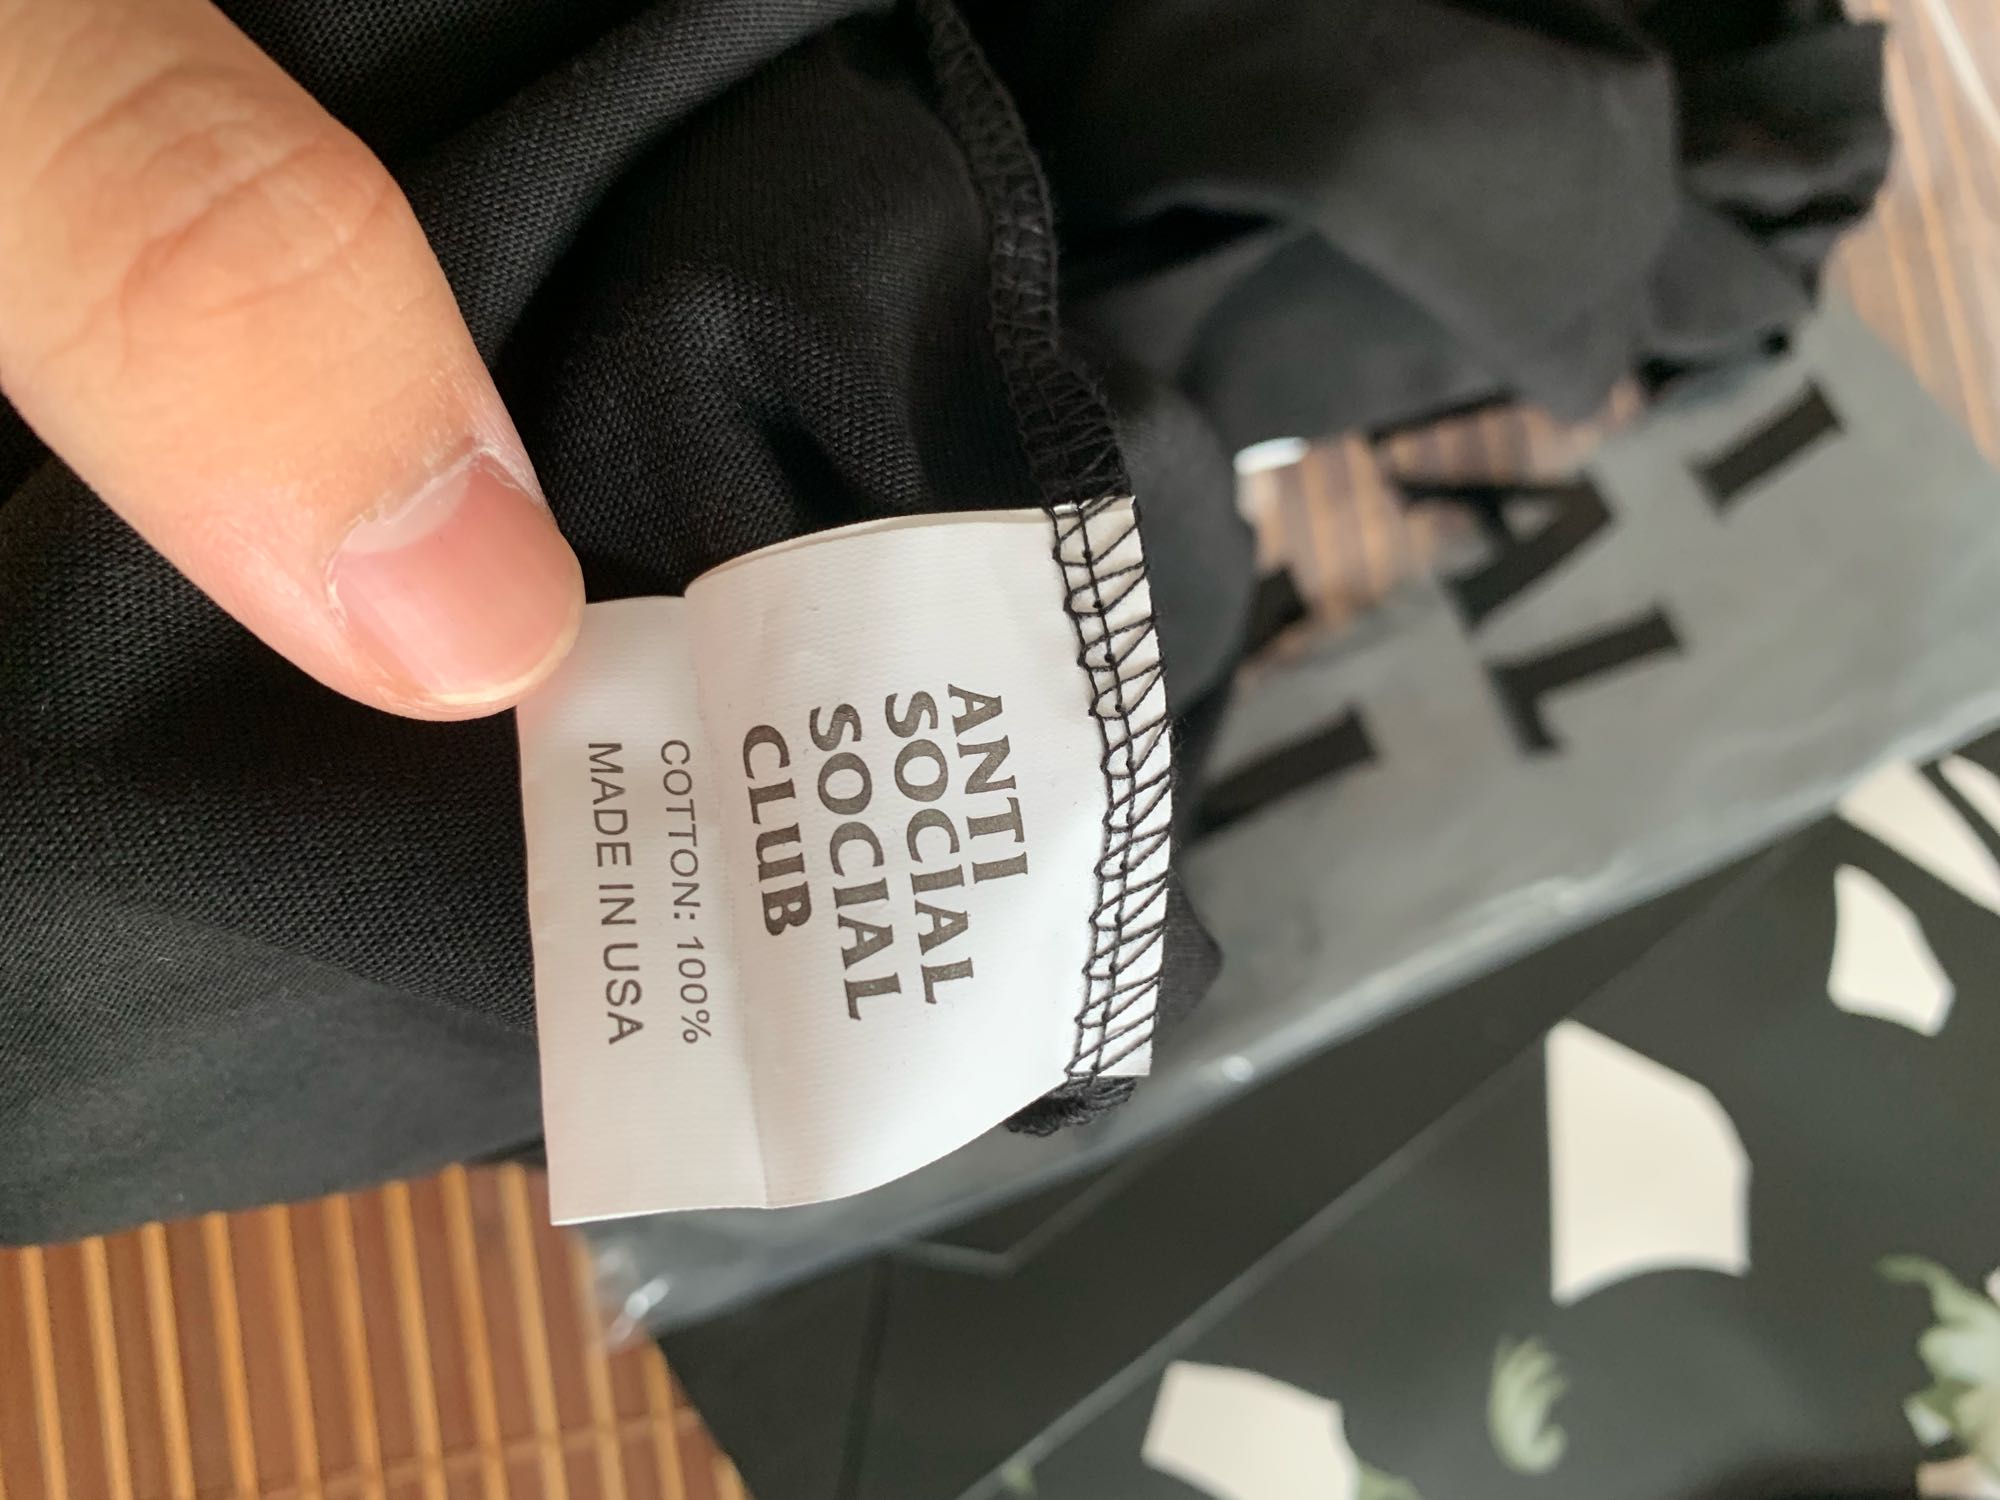 ANTI
SOCIAL
SOCIAL
CLUB
COTTON: 100%
MADE IN USA